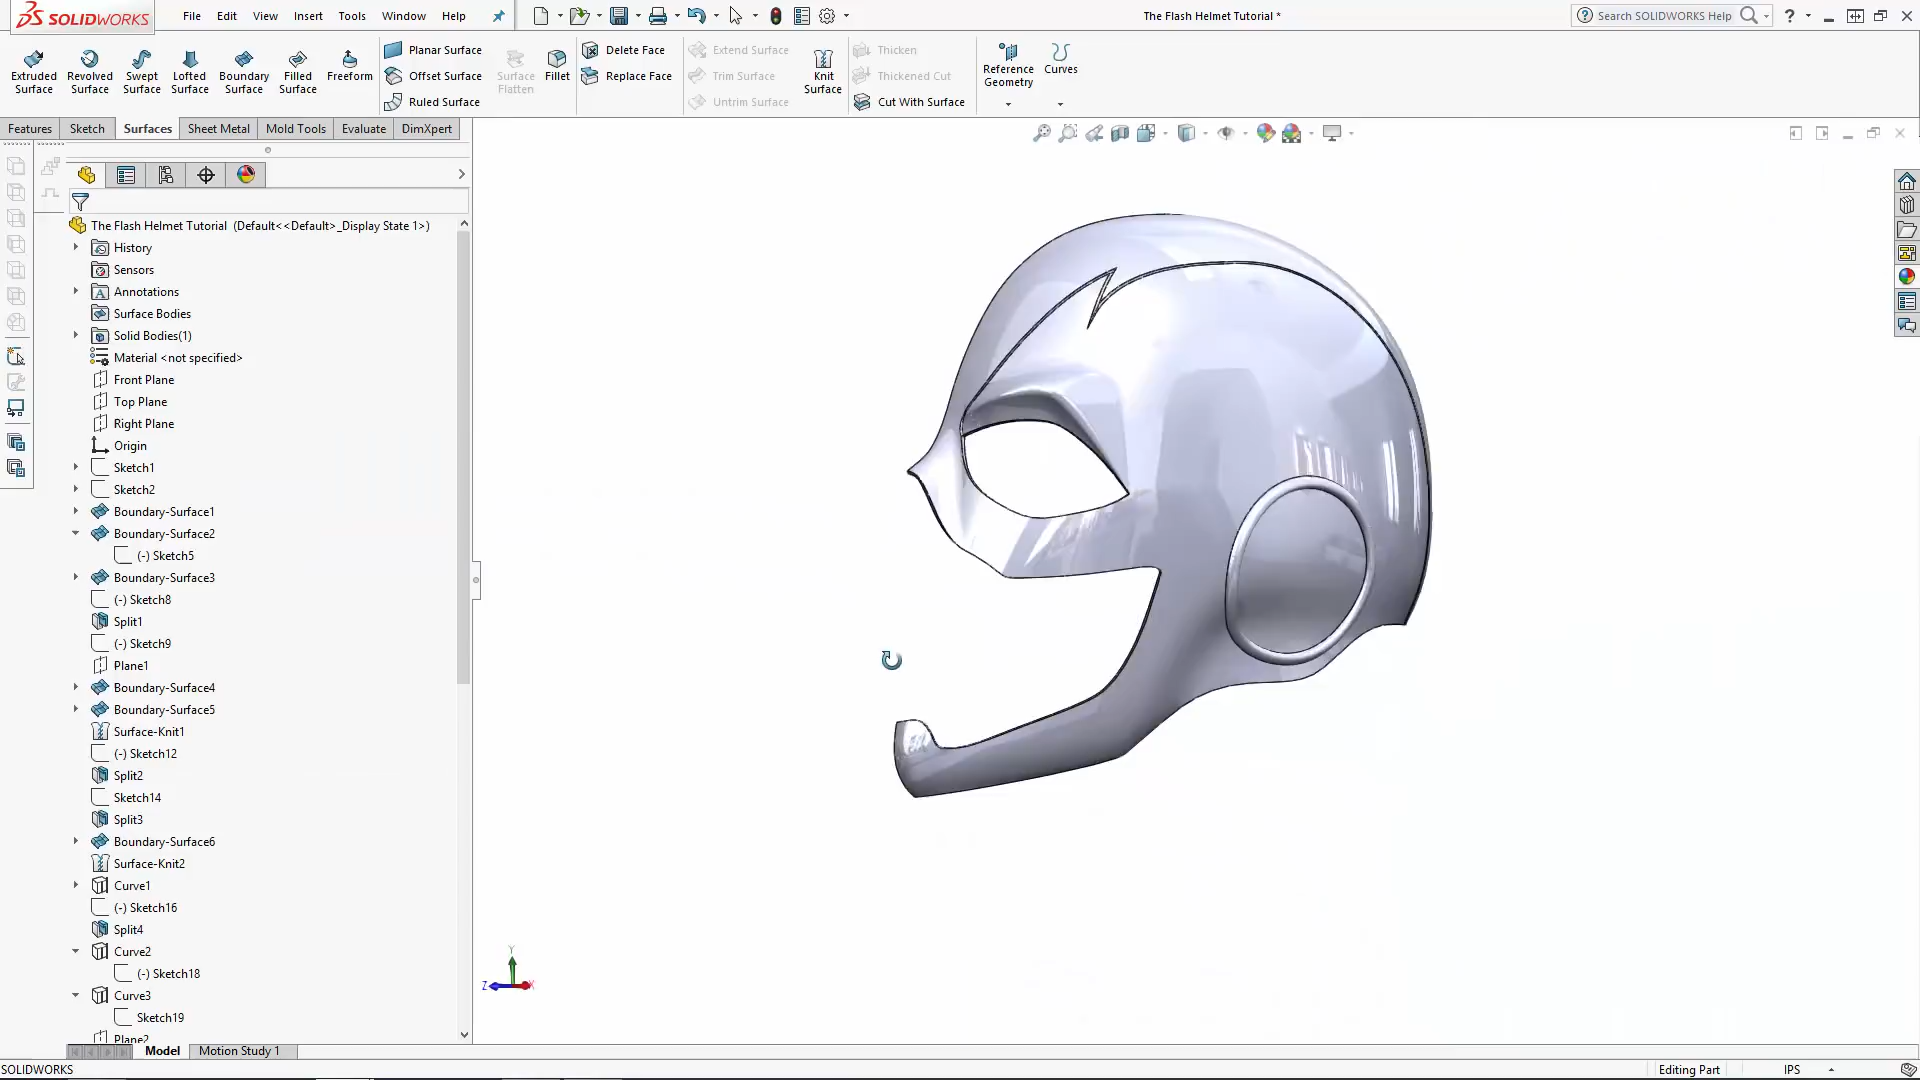 SOLIDWORKS
File Edit View Insert Tools Window Help
The Flash Helmet Tutorial *
Search SOLIDWORKS Help
Extruded Surface
Revolved Surface
Swept Surface
Lofted Surface
Boundary Surface
Filled Surface
Freeform
Planar Surface
Offset Surface
Ruled Surface
Surface Flatten
Fillet
Delete Face
Replace Face
Extend Surface
Trim Surface
Untrim Surface
Knit Surface
Thicken
Thickened Cut
Cut With Surface
Reference Geometry
Curves
Features Sketch Surfaces Sheet Metal Mold Tools Evaluate DimXpert
The Flash Helmet Tutorial (Default<<Default>_Display State 1>)
History
Sensors
Annotations
Surface Bodies
Solid Bodies(1)
Material <not specified>
Front Plane
Top Plane
Right Plane
Origin
Sketch1
Sketch2
Boundary-Surface1
Boundary-Surface2
(-) Sketch5
Boundary-Surface3
(-) Sketch8
Split1
(-) Sketch9
Plane1
Boundary-Surface4
Boundary-Surface5
Surface-Knit1
(-) Sketch12
Split2
Sketch14
Split3
Boundary-Surface6
Surface-Knit2
Curve1
(-) Sketch16
Split4
Curve2
(-) Sketch18
Curve3
Sketch19
Plane2
Y
Z X
Model Motion Study 1
SOLIDWORKS
Editing Part IPS